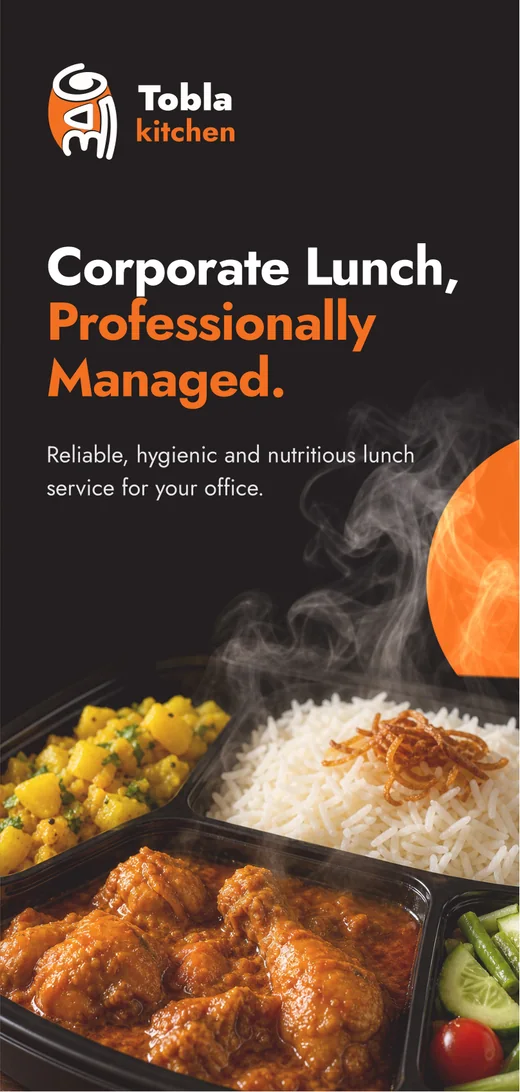 Tobla
kitchen
Corporate Lunch,
Professionally
Managed.
Reliable, hygienic and nutritious lunch
service for your office.